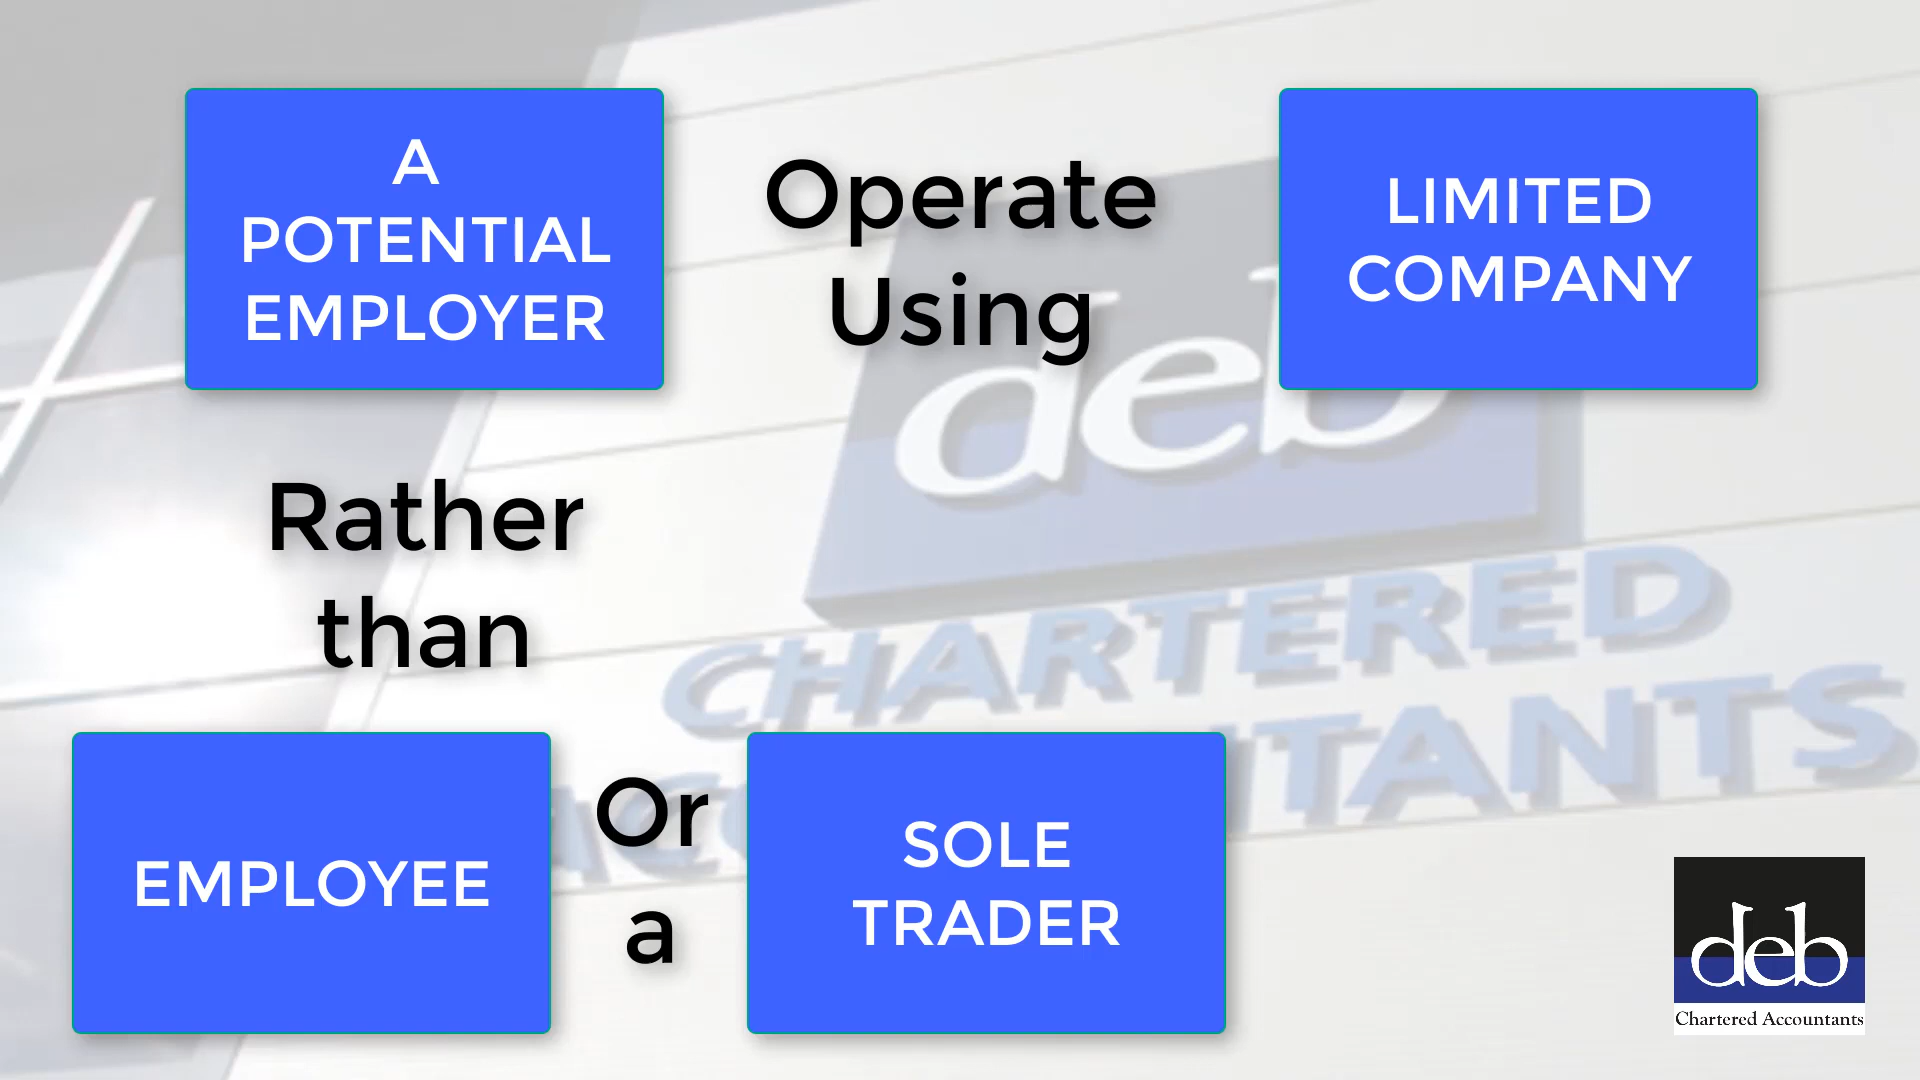 A
POTENTIAL
EMPLOYER
Operate
Using
LIMITED
COMPANY
deb
CHARTERED
Rather
than
EMPLOYEE
Or
a
SOLE
TRADER
deb
Chartered Accountants